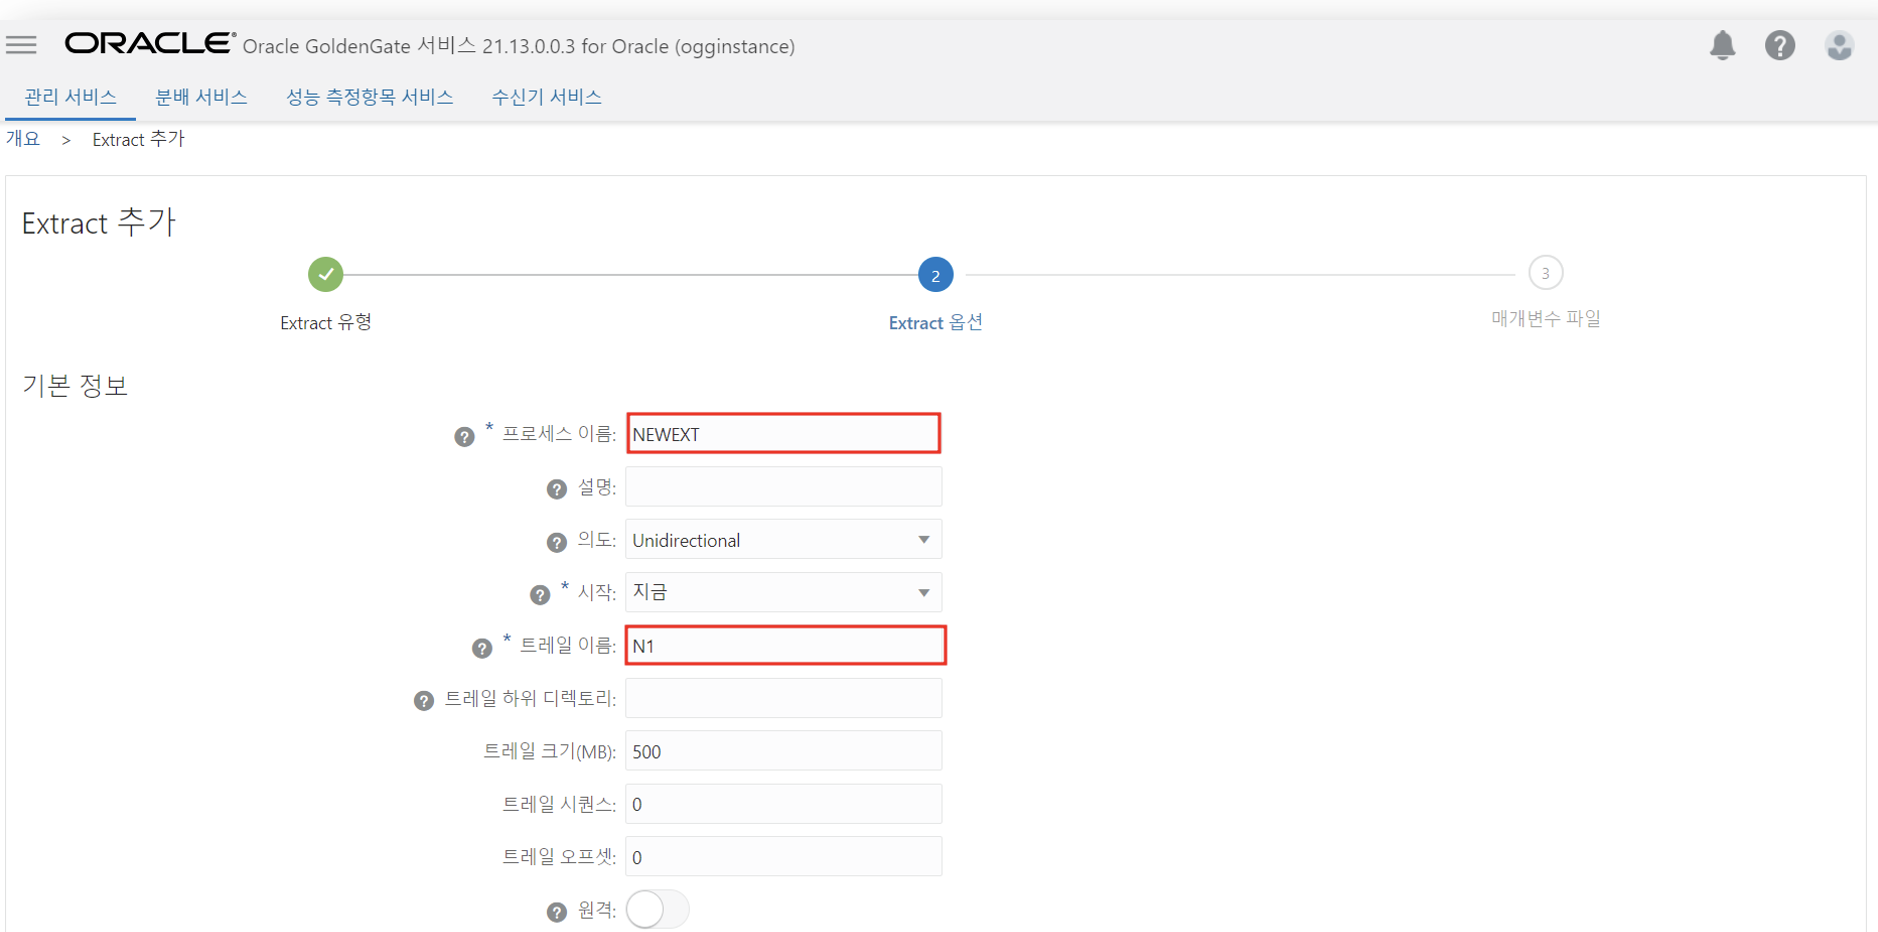 ORACLE® Oracle GoldenGate 서비스 21.13.0.0.3 for Oracle (ogginstance)
관리 서비스 분배 서비스 성능 측정항목 서비스 수신기 서비스
개요 > Extract 추가
Extract 추가
2
3
Extract 유형 Extract 옵션 매개변수 파일
기본 정보
? * 프로세스 이름: NEWEXT
? 설명:
? 의도: Unidirectional
? * 시작: 지금
? * 트레일 이름: N1
? 트레일 하위 디렉토리:
트레일 크기(MB): 500
트레일 시퀀스: 0
트레일 오프셋: 0
? 원격: